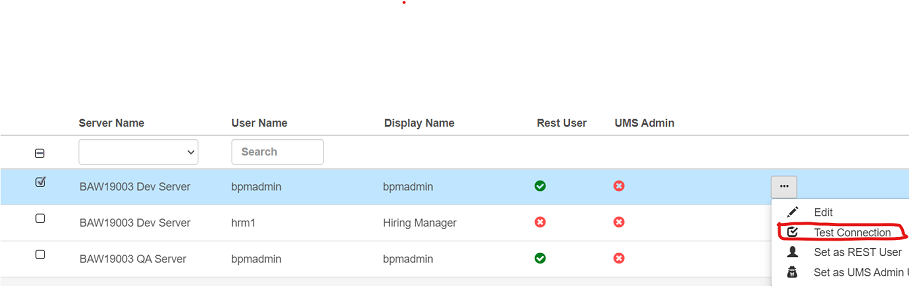 Server Name User Name Display Name Rest User UMS Admin
Search
BAW19003 Dev Server bpmadmin bpmadmin
BAW19003 Dev Server hrm1 Hiring Manager
BAW19003 QA Server bpmadmin bpmadmin
Edit
Test Connection
Set as REST User
Set as UMS Admin